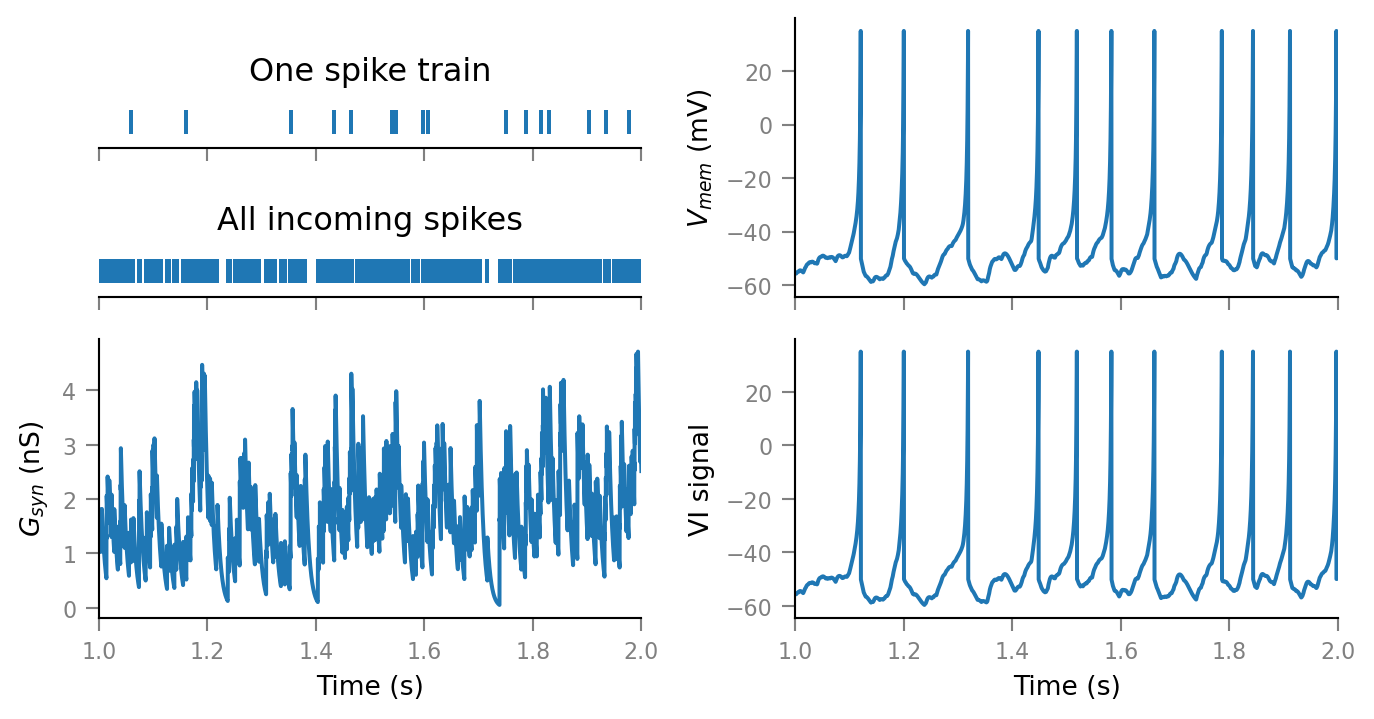 One spike train
All incoming spikes
4
3
2
1
0
G_syn (nS)
1.0 1.2 1.4 1.6 1.8 2.0
Time (s)
20
0
−20
−40
−60
V_mem (mV)
20
0
−20
−40
−60
VI signal
1.0 1.2 1.4 1.6 1.8 2.0
Time (s)